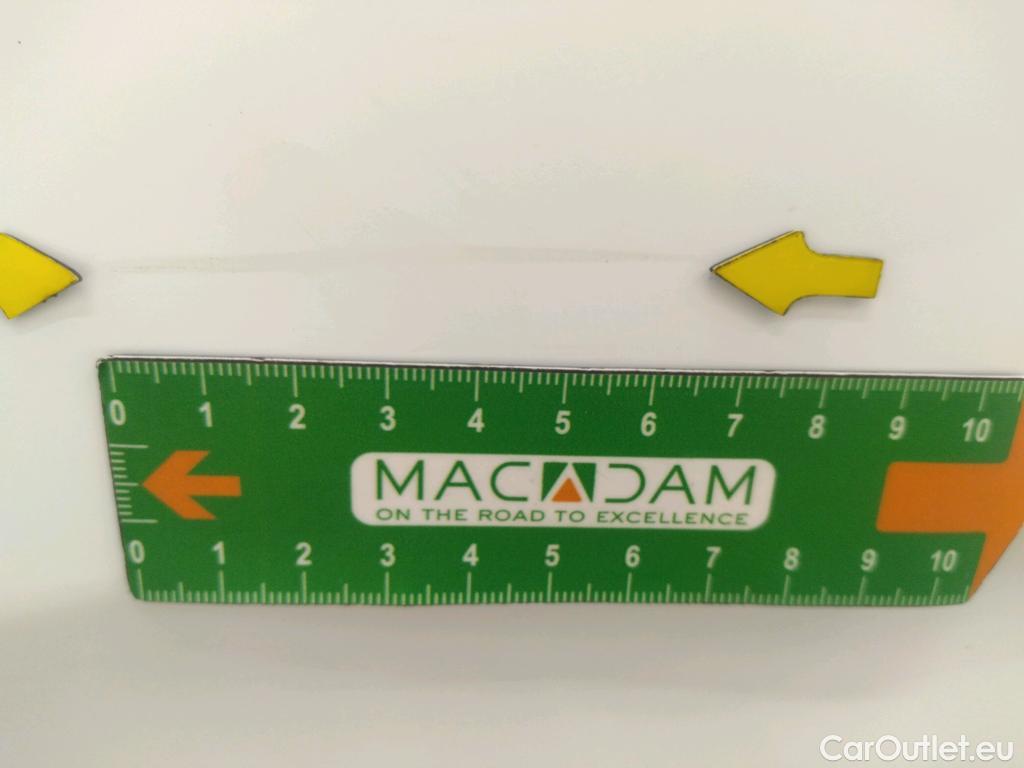 0 1 2 3 4 5 6 7 8 9 10
MACADAM
ON THE ROAD TO EXCELLENCE
0 1 2 3 4 5 6 7 8 9 10
CarOutlet.eu